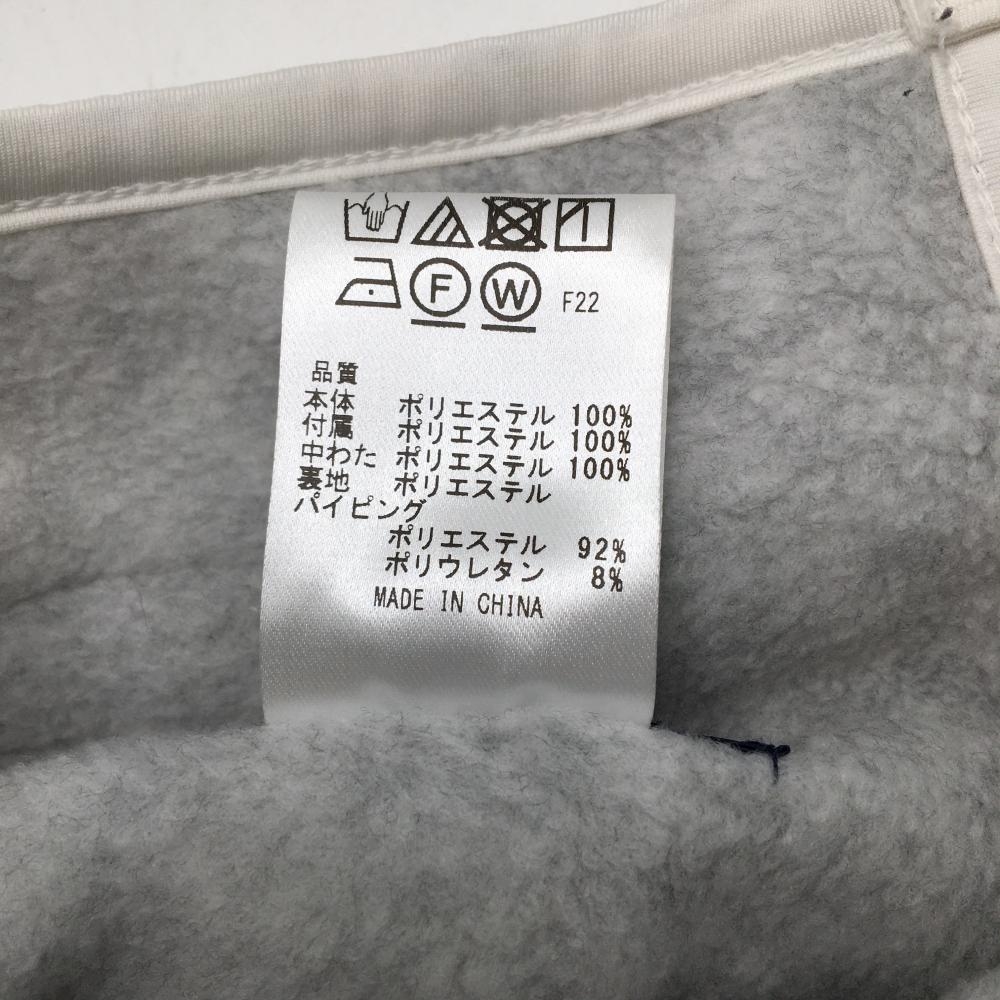 F W F22
品質
本体 ポリエステル 100%
付属 ポリエステル 100%
中わた ポリエステル 100%
裏地 ポリエステル
パイピング
ポリエステル 92%
ポリウレタン 8%
MADE IN CHINA